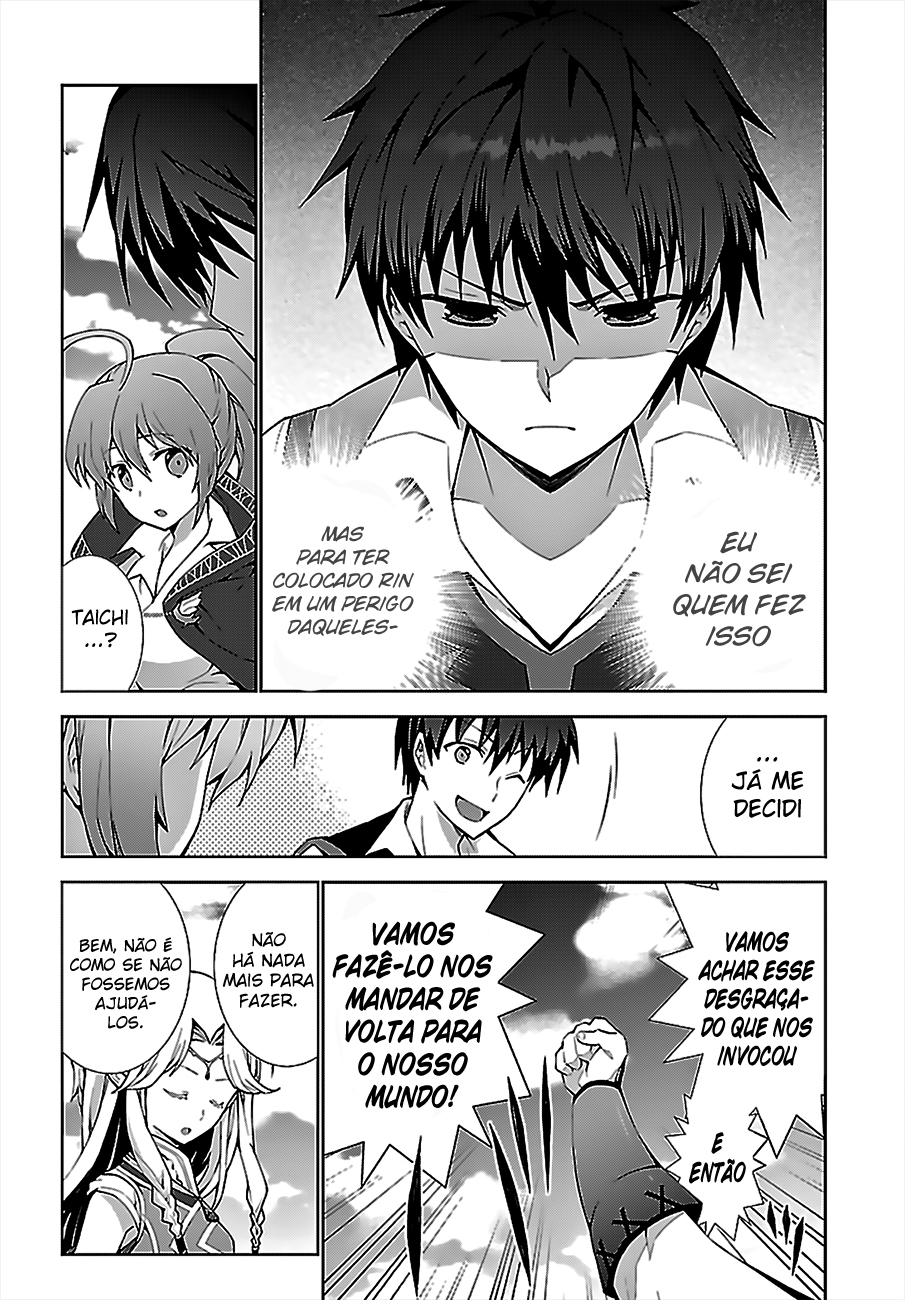 EU
NÃO SEI
QUEM FEZ
ISSO
MAS
PARA TER
COLOCADO RIN
EM UM PERIGO
DAQUELES-
TAICHI
...?
...
JÁ ME
DECIDI
VAMOS
ACHAR ESSE
DESGRAÇA-
DO QUE NOS
INVOCOU
E
ENTÃO
VAMOS
FAZÊ-LO NOS
MANDAR DE
VOLTA PARA
O NOSSO
MUNDO!
NÃO
HÁ NADA
MAIS PARA
FAZER.
BEM, NÃO É
COMO SE NÃO
FOSSEMOS
AJUDÁ-
LOS.